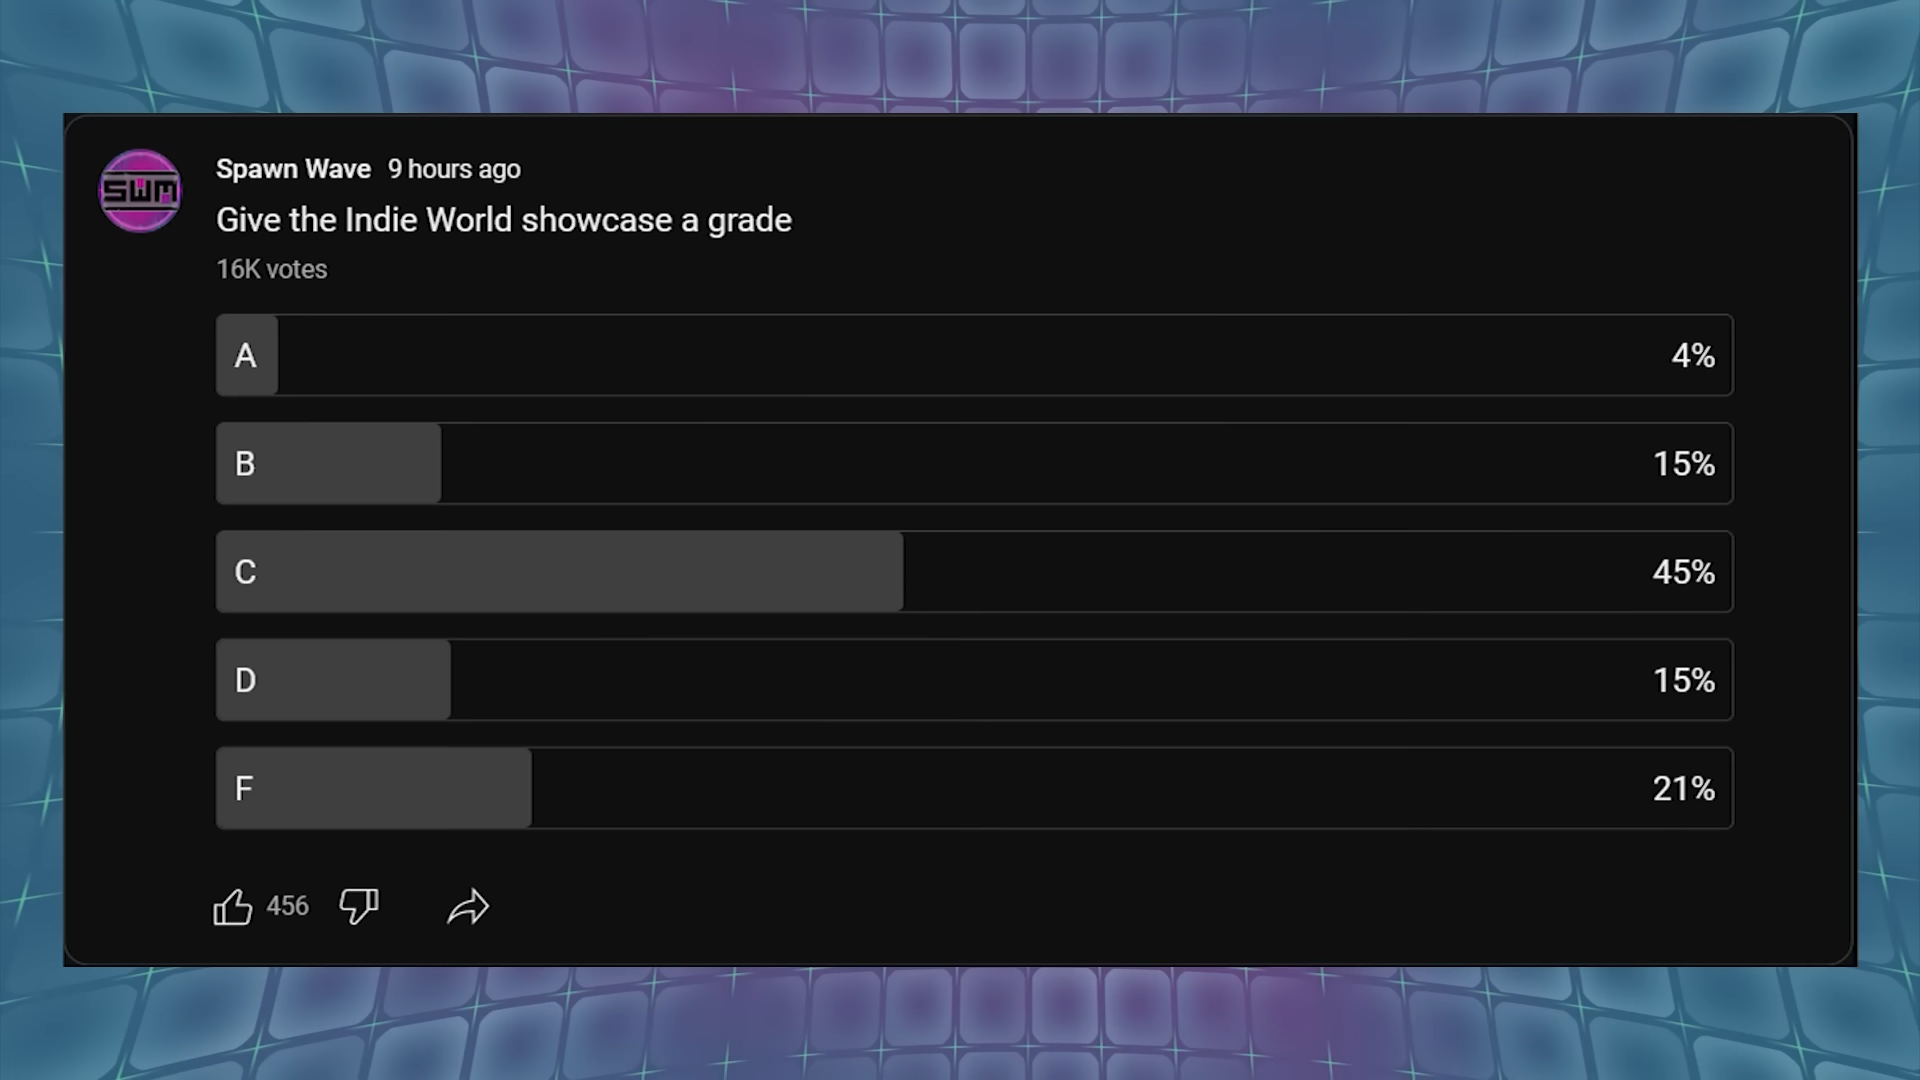 SWM
Spawn Wave 9 hours ago
Give the Indie World showcase a grade
16K votes
A 4%
B 15%
C 45%
D 15%
F 21%
456